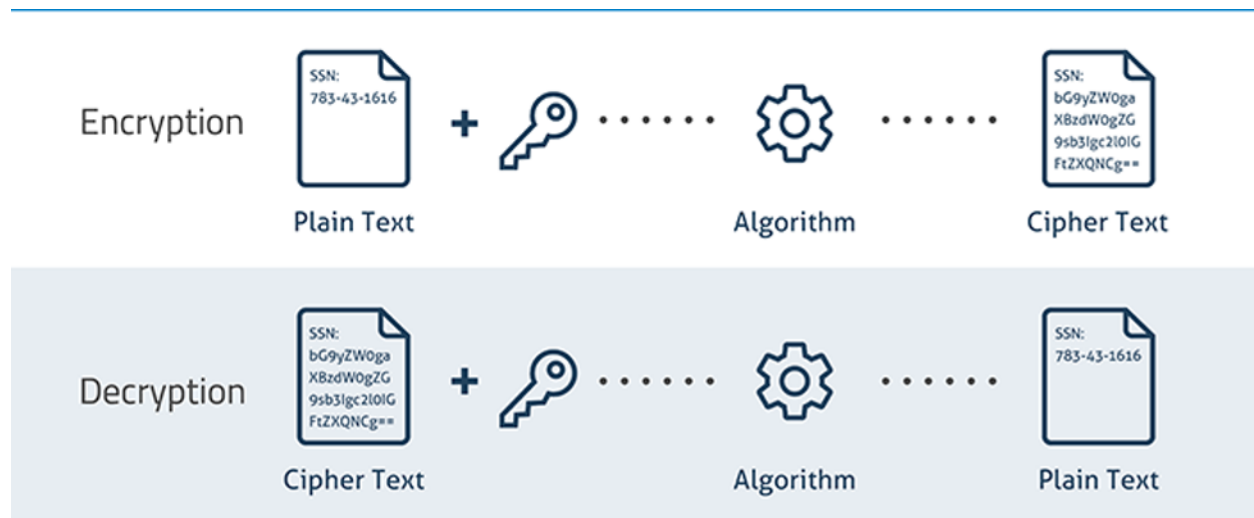 Encryption
SSN:
783-43-1616
+
Plain Text
Algorithm
SSN:
bG9yZW0ga
XBzdW0gZG
9sb3Igc2l0IG
FtZXQNCg==
Cipher Text
Decryption
SSN:
bG9yZW0ga
XBzdW0gZG
9sb3Igc2l0IG
FtZXQNCg==
+
Cipher Text
Algorithm
SSN:
783-43-1616
Plain Text